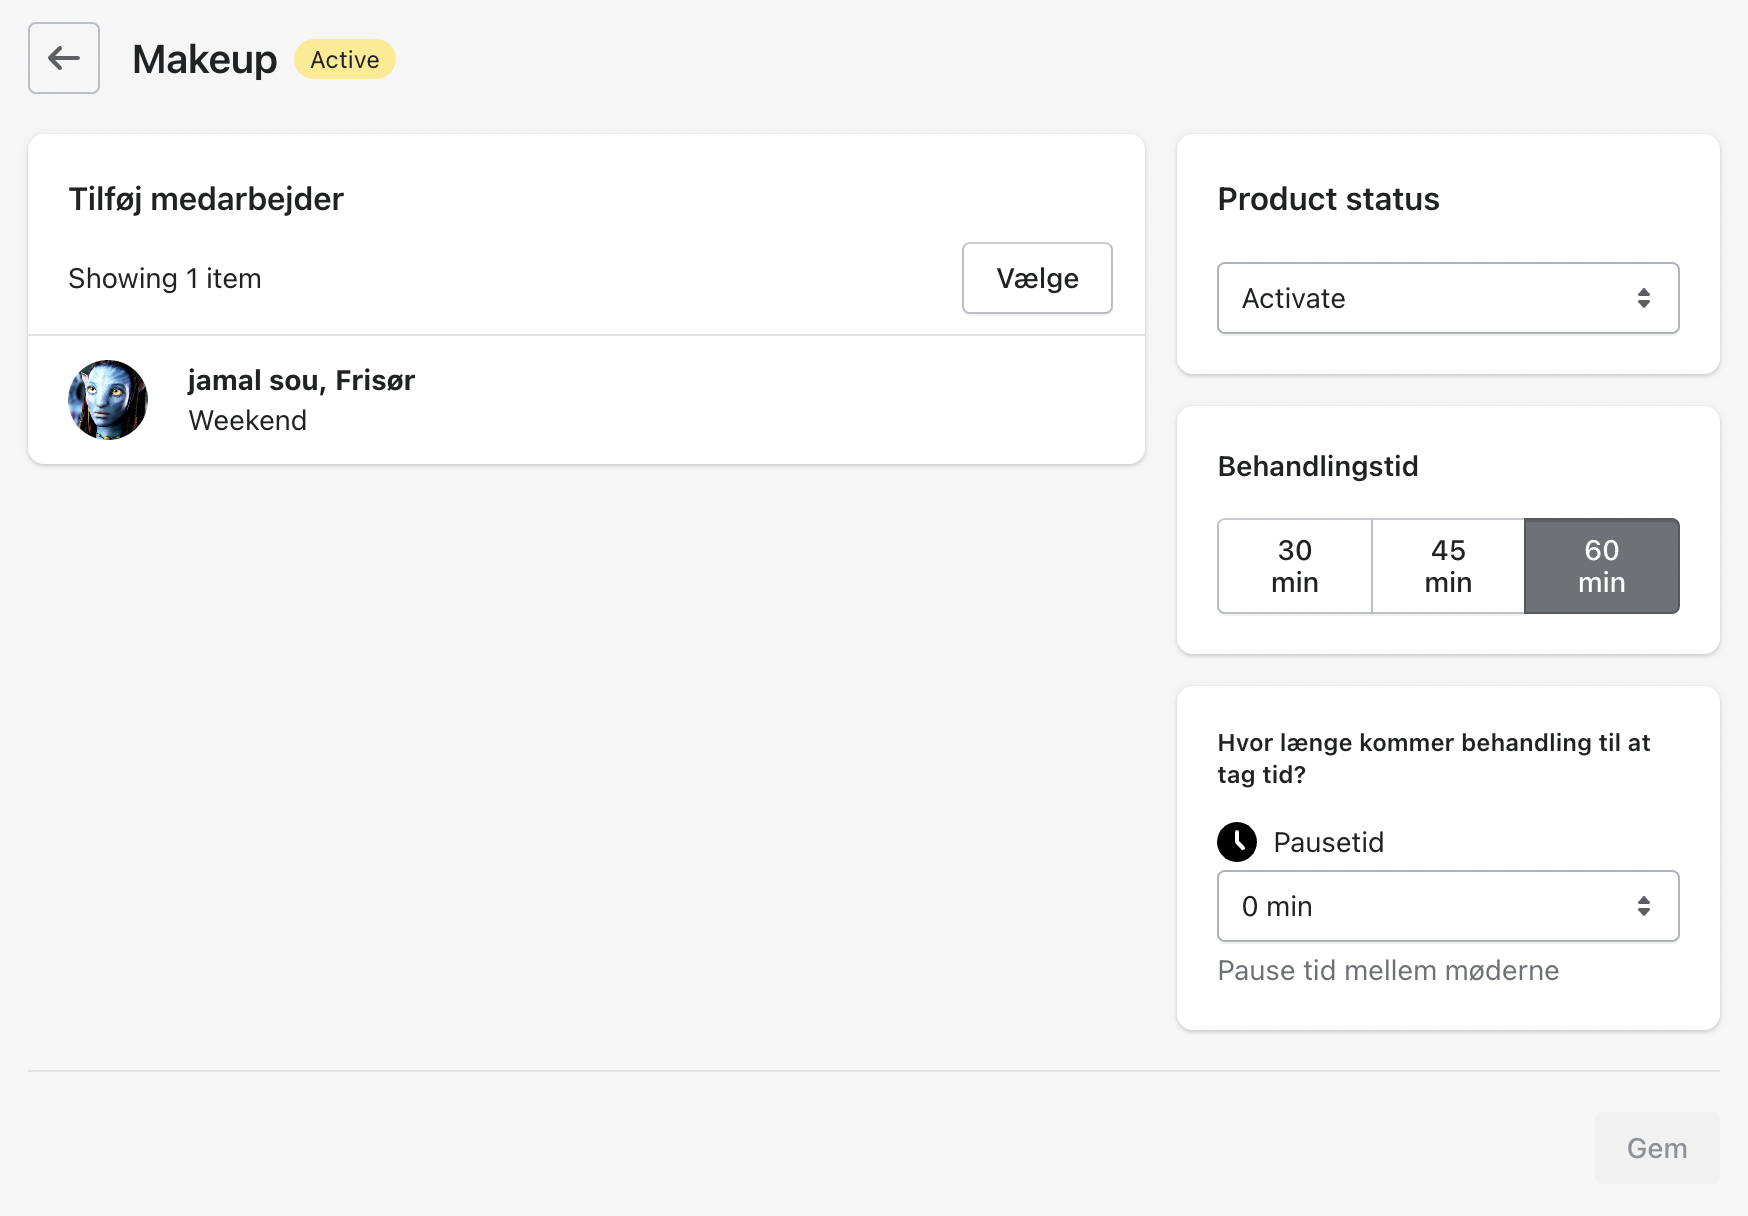 Makeup Active
Tilføj medarbejder
Showing 1 item
Vælge
jamal sou, Frisør
Weekend
Product status
Activate
Behandlingstid
30
min
45
min
60
min
Hvor længe kommer behandling til at
tag tid?
Pausetid
0 min
Pause tid mellem møderne
Gem